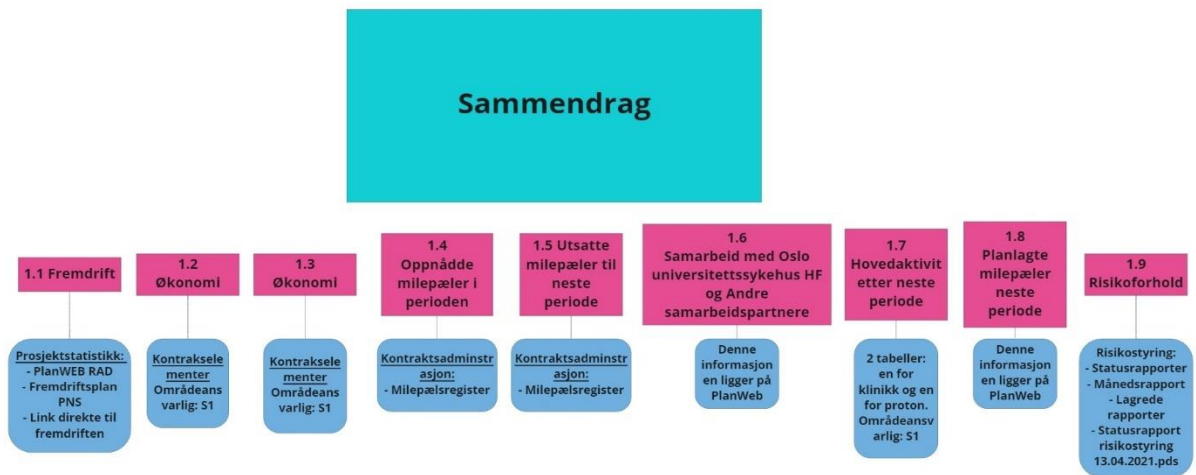 Sammendrag
1.1 Fremdrift
1.2
Økonomi
1.3
Økonomi
1.4
Oppnådde
milepæler i
perioden
1.5 Utsatte
milepæler til
neste
periode
1.6
Samarbeid med Oslo
universitettssykehus HF
og Andre
samarbeidspartnere
1.7
Hovedaktivit
etter neste
periode
1.8
Planlagte
milepæler
neste
periode
1.9
Risikoforhold
Prosjektstatistikk:
- PlanWEB RAD
- Fremdriftsplan
PNS
- Link direkte til
fremdriften
Kontraksele
menter
Områdeans
varlig: S1
Kontraksele
menter
Områdeans
varlig: S1
Kontraktsadminstr
asjon:
- Milepælsregister
Kontraktsadminstr
asjon:
- Milepælsregister
Denne
informasjon
en ligger på
PlanWeb
2 tabeller:
en for
klinikk og en
for proton.
Områdeansv
arlig: S1
Denne
informasjon
en ligger på
PlanWeb
Risikostyring:
- Statusrapporter
- Månedsrapport
- Lagrede
rapporter
- Statusrapport
risikostyring
13.04.2021.pds